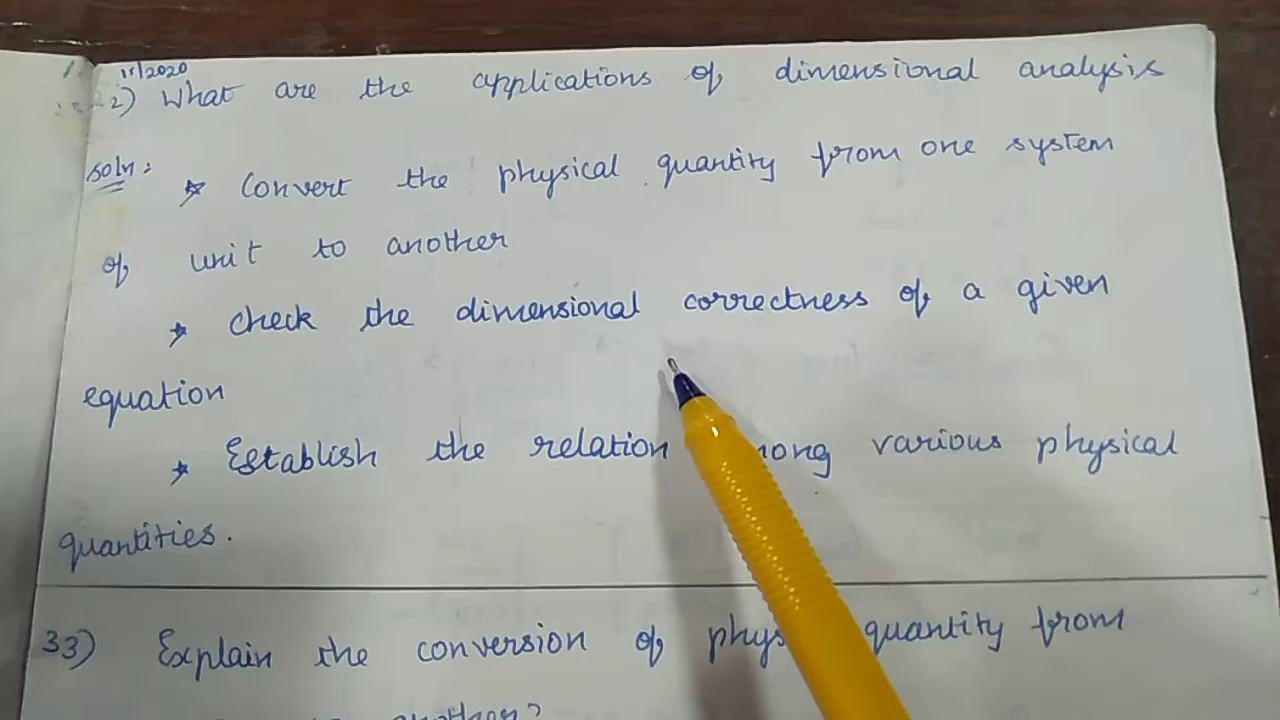 11/2020
2) What are the applications of dimensional analysis
Soln: * Convert the physical quantity from one system
of unit to another
* Check the dimensional correctness of a given
equation
* Establish the relation various physical
quantities.
33) Explain the conversion of quantity from
another?